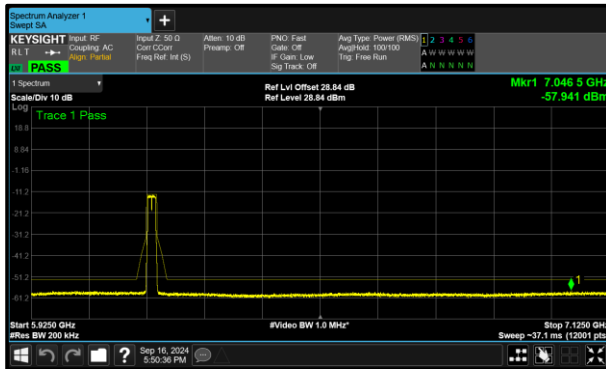 Spectrum Analyzer 1
Swept SA
KEYSIGHT
RLT
PASS
Input: RF
Coupling: AC
Align: Partial
Input Z: 50 Ω
Corr CCorr
Freq Ref: Int (S)
Atten: 10 dB
Preamp: Off
PNO: Fast
Gate: Off
IF Gain: Low
Sig Track: Off
Avg Type: Power (RMS)
Avg|Hold: 100/100
Trig: Free Run
1 2 3 4 5 6
A W W W W W
A N N N N N
1 Spectrum
Scale/Div 10 dB
Ref Lvl Offset 28.84 dB
Ref Level 28.84 dBm
Mkr1 7.046 5 GHz
-57.941 dBm
Log
Trace 1 Pass
18.8
8.84
-1.16
-11.2
-21.2
-31.2
-41.2
-51.2
-61.2
1
Start 5.9250 GHz
#Res BW 200 kHz
#Video BW 1.0 MHz*
Stop 7.1250 GHz
Sweep ~37.1 ms (12001 pts)
?
Sep 16, 2024
5:50:36 PM